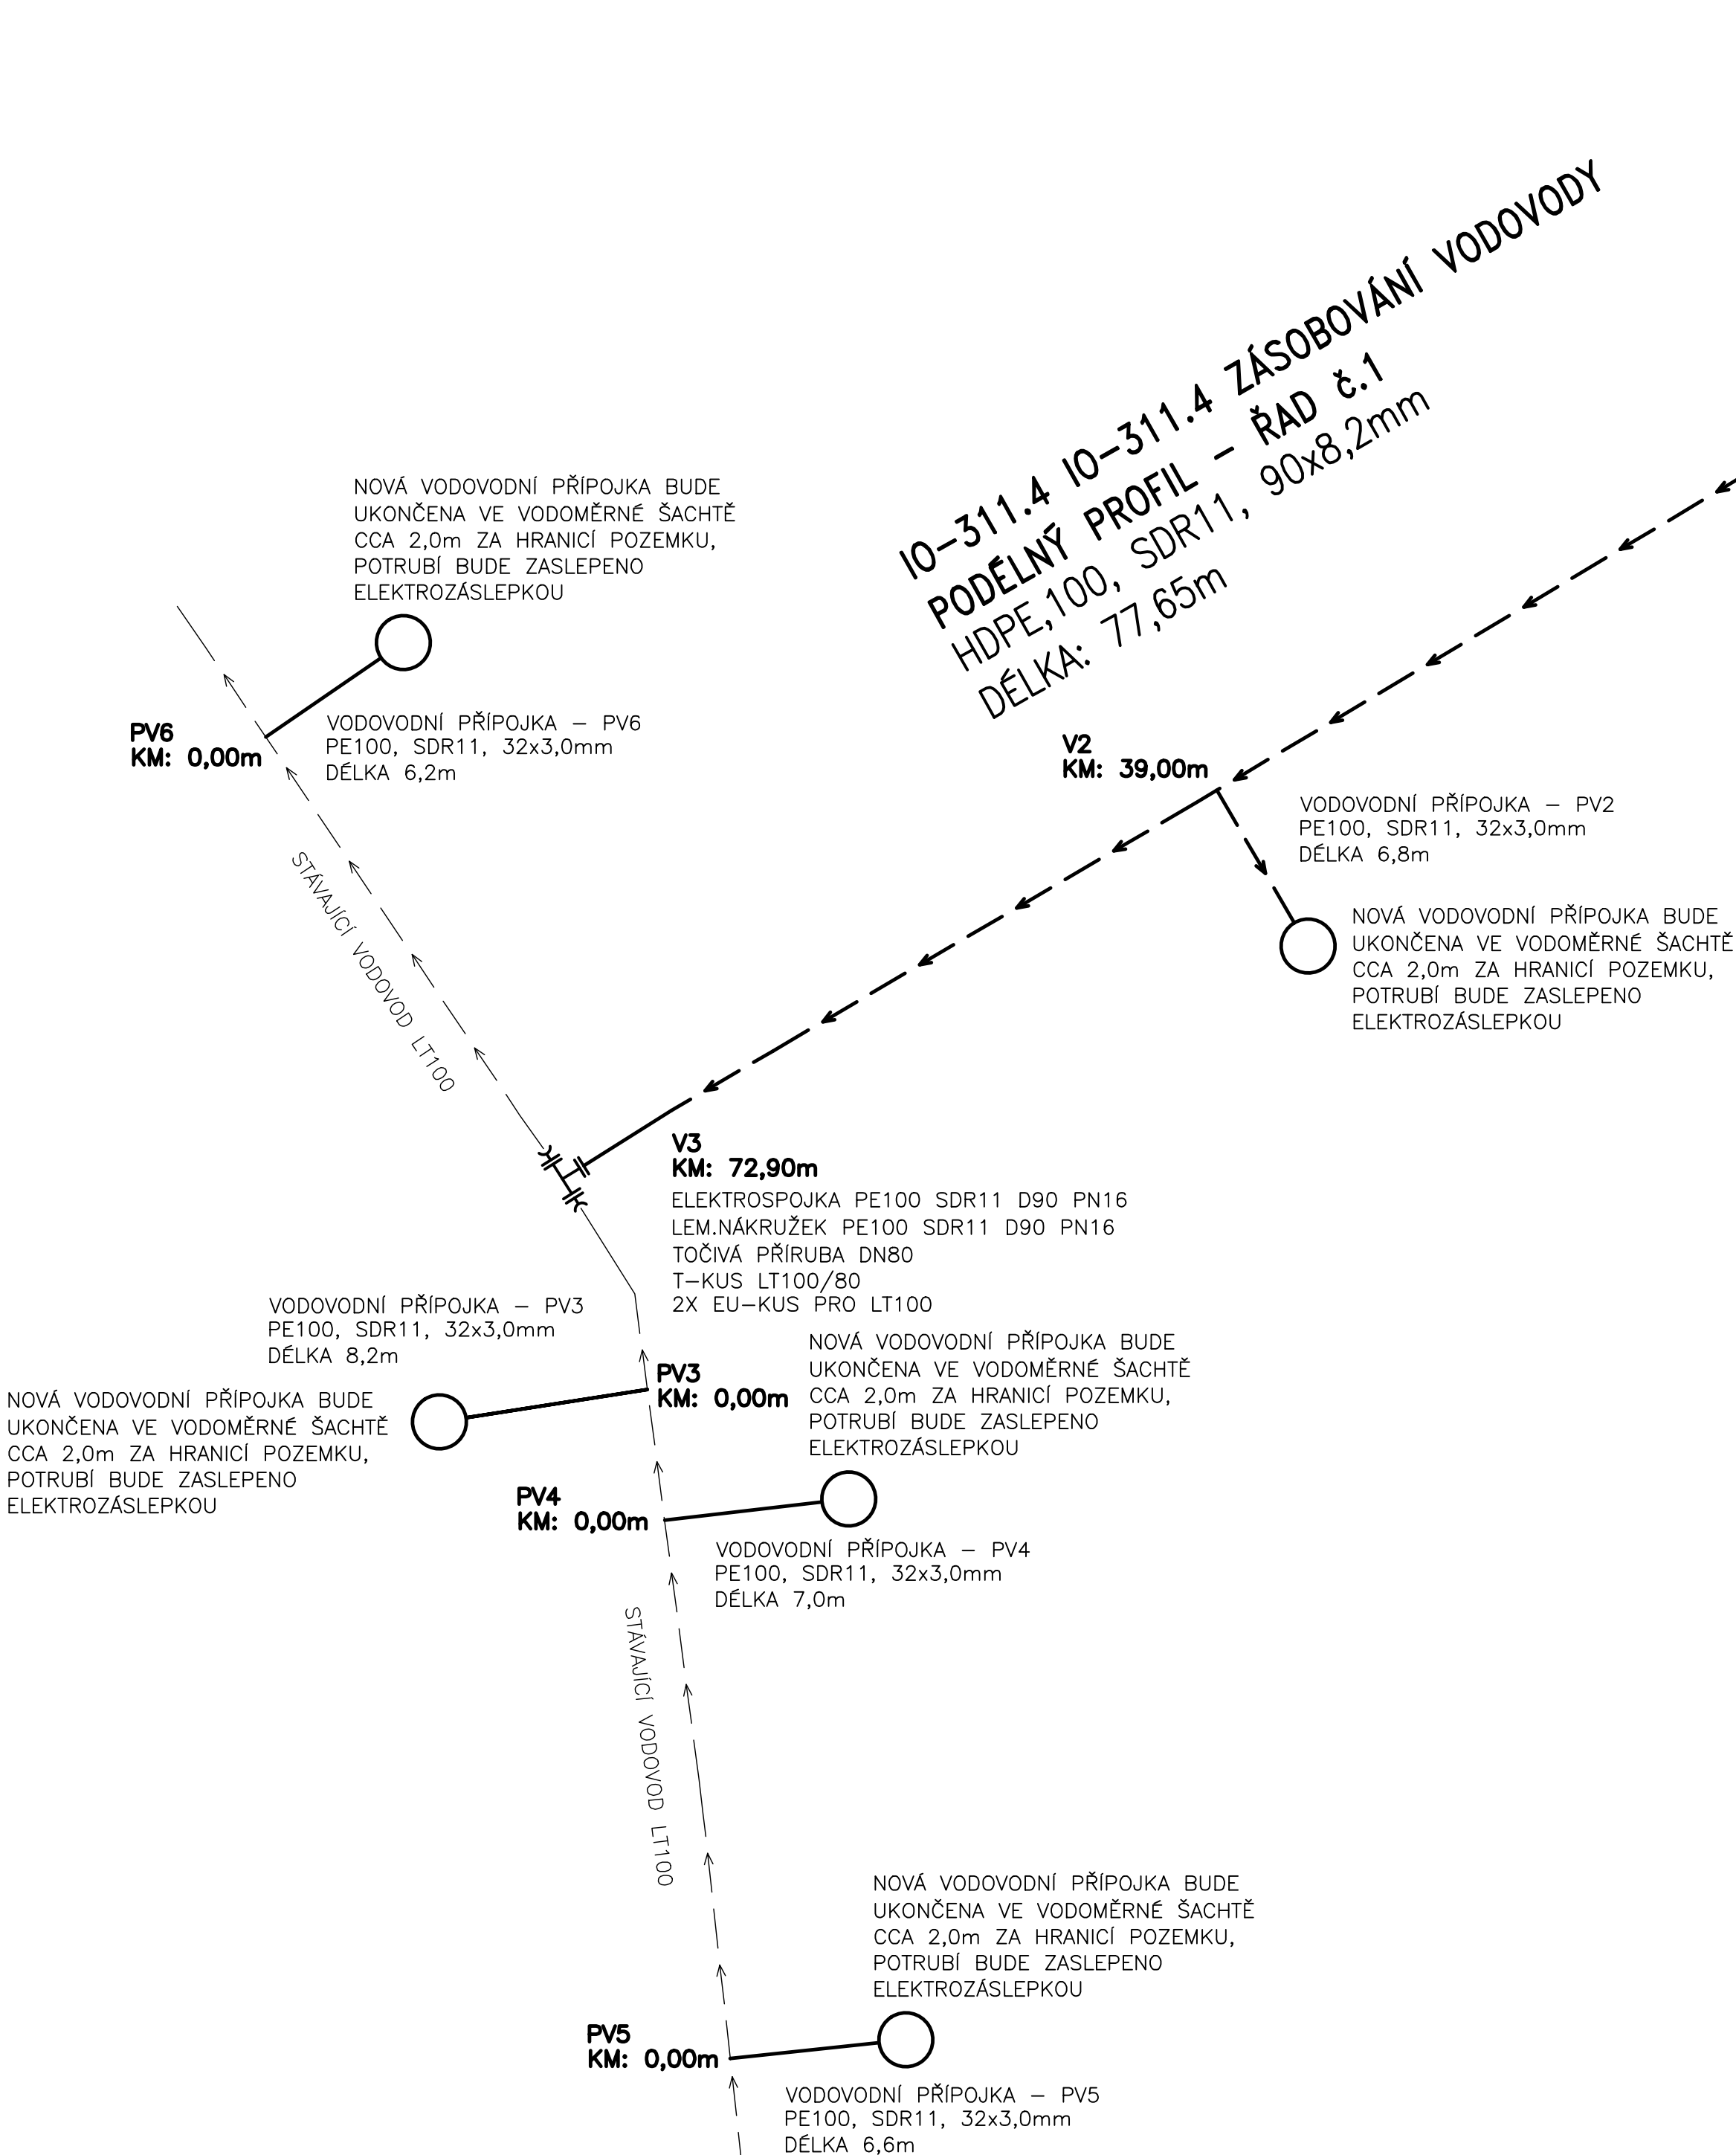 IO-311.4 IO-311.4 ZÁSOBOVÁNÍ VODOVODY
PODÉLNÝ PROFIL - ŘAD č.1
HDPE,100, SDR11, 90x8,2mm
DÉLKA: 77,65m
NOVÁ VODOVODNÍ PŘÍPOJKA BUDE
UKONČENA VE VODOMĚRNÉ ŠACHTĚ
CCA 2,0m ZA HRANICÍ POZEMKU,
POTRUBÍ BUDE ZASLEPENO
ELEKTROZÁSLEPKOU
PV6
KM: 0,00m
VODOVODNÍ PŘÍPOJKA - PV6
PE100, SDR11, 32x3,0mm
DÉLKA 6,2m
V2
KM: 39,00m
VODOVODNÍ PŘÍPOJKA - PV2
PE100, SDR11, 32x3,0mm
DÉLKA 6,8m
NOVÁ VODOVODNÍ PŘÍPOJKA BUDE
UKONČENA VE VODOMĚRNÉ ŠACHTĚ
CCA 2,0m ZA HRANICÍ POZEMKU,
POTRUBÍ BUDE ZASLEPENO
ELEKTROZÁSLEPKOU
STÁVAJÍCÍ VODOVOD LT100
V3
KM: 72,90m
ELEKTROSPOJKA PE100 SDR11 D90 PN16
LEM.NÁKRUŽEK PE100 SDR11 D90 PN16
TOČIVÁ PŘÍRUBA DN80
T-KUS LT100/80
2X EU-KUS PRO LT100
VODOVODNÍ PŘÍPOJKA - PV3
PE100, SDR11, 32x3,0mm
DÉLKA 8,2m
PV3
KM: 0,00m
NOVÁ VODOVODNÍ PŘÍPOJKA BUDE
UKONČENA VE VODOMĚRNÉ ŠACHTĚ
CCA 2,0m ZA HRANICÍ POZEMKU,
POTRUBÍ BUDE ZASLEPENO
ELEKTROZÁSLEPKOU
NOVÁ VODOVODNÍ PŘÍPOJKA BUDE
UKONČENA VE VODOMĚRNÉ ŠACHTĚ
CCA 2,0m ZA HRANICÍ POZEMKU,
POTRUBÍ BUDE ZASLEPENO
ELEKTROZÁSLEPKOU
PV4
KM: 0,00m
VODOVODNÍ PŘÍPOJKA - PV4
PE100, SDR11, 32x3,0mm
DÉLKA 7,0m
STÁVAJÍCÍ VODOVOD LT100
NOVÁ VODOVODNÍ PŘÍPOJKA BUDE
UKONČENA VE VODOMĚRNÉ ŠACHTĚ
CCA 2,0m ZA HRANICÍ POZEMKU,
POTRUBÍ BUDE ZASLEPENO
ELEKTROZÁSLEPKOU
PV5
KM: 0,00m
VODOVODNÍ PŘÍPOJKA - PV5
PE100, SDR11, 32x3,0mm
DÉLKA 6,6m